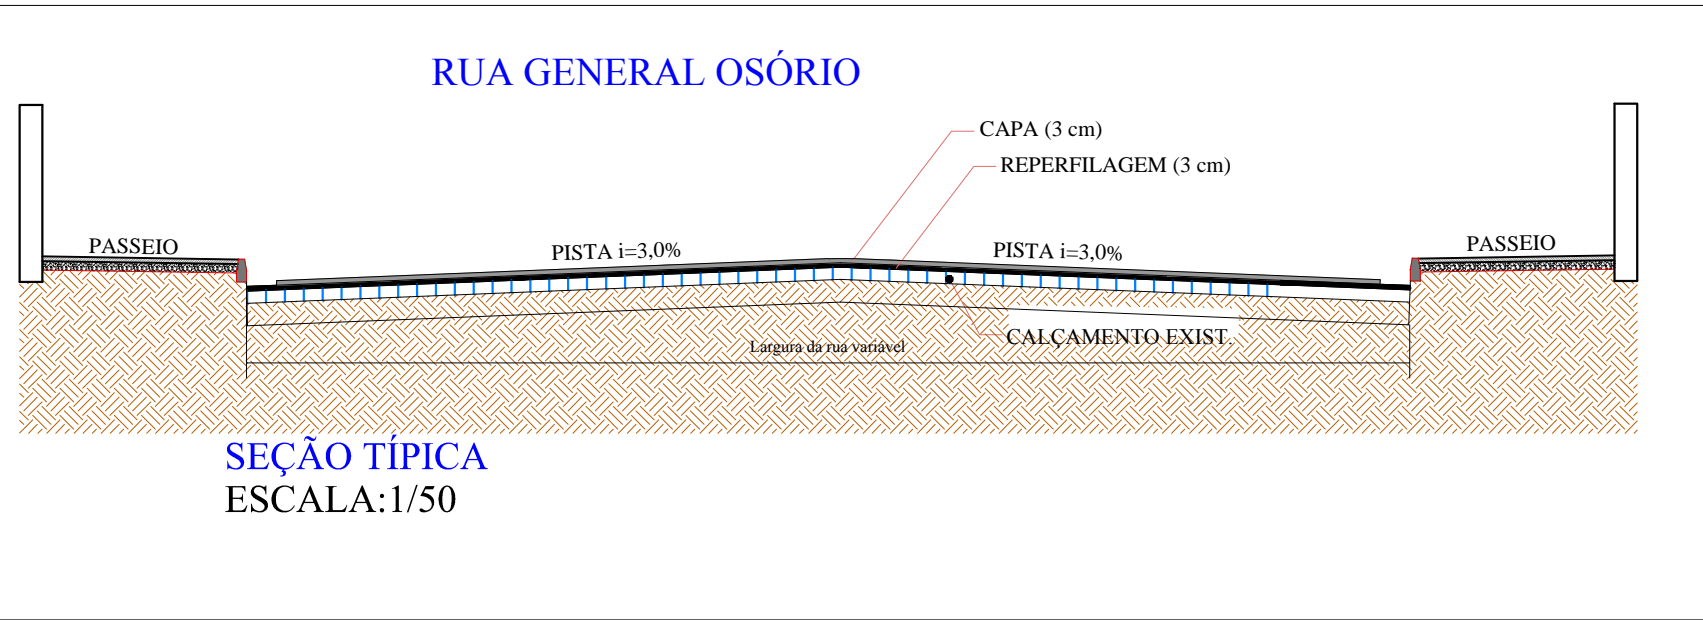 RUA GENERAL OSÓRIO
CAPA (3 cm)
REPERFILAGEM (3 cm)
PASSEIO
PISTA i=3,0%
PISTA i=3,0%
PASSEIO
CALÇAMENTO EXIST.
Largura da rua variável
SEÇÃO TÍPICA
ESCALA:1/50